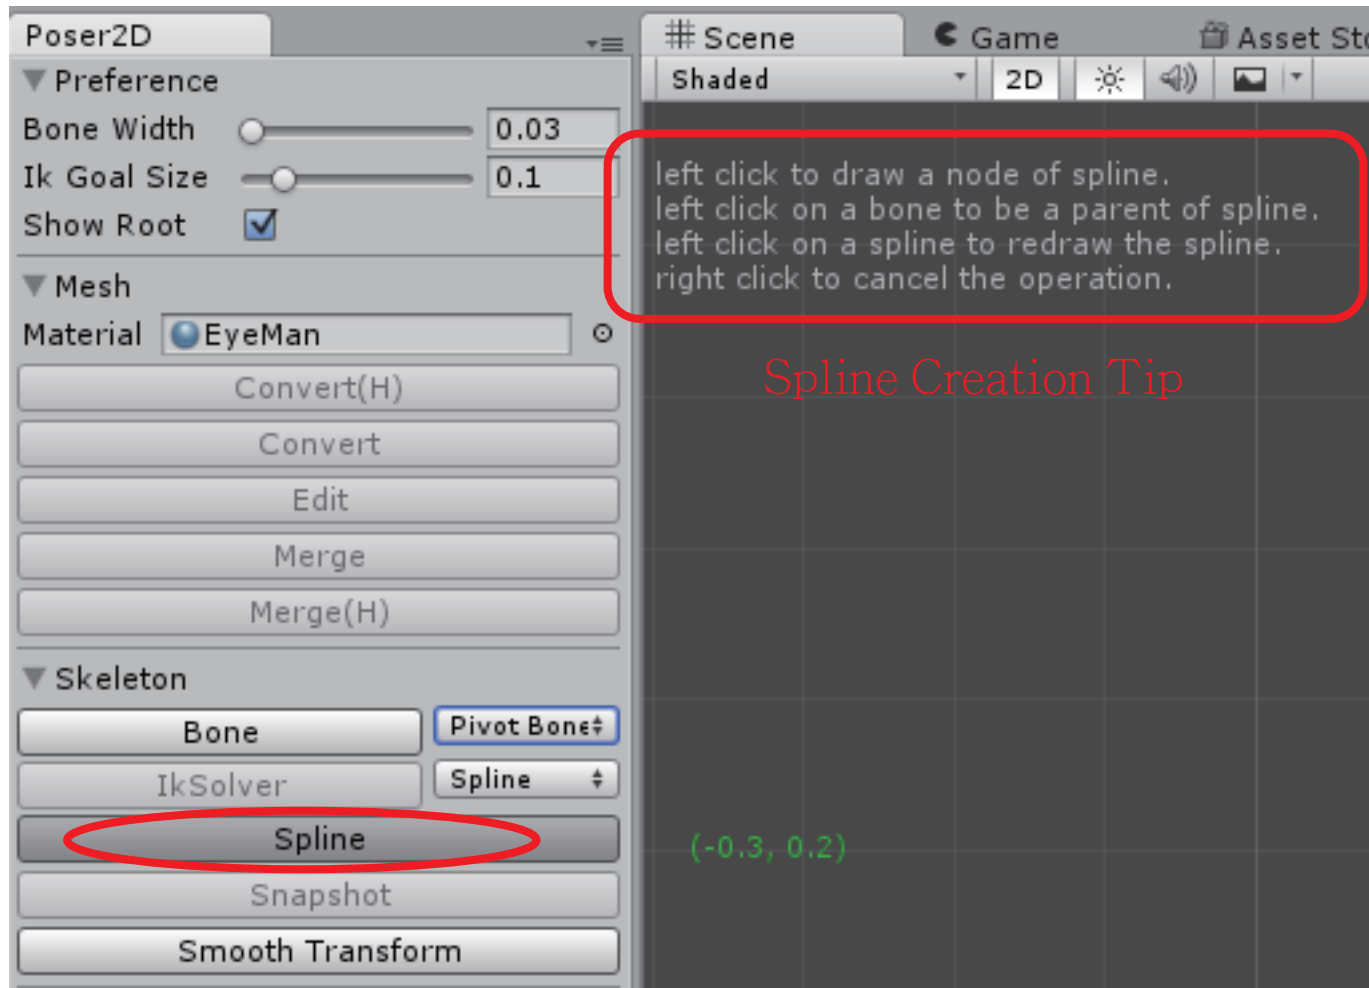 Poser2D
Preference
Bone Width 0.03
Ik Goal Size 0.1
Show Root
Mesh
Material EyeMan
Convert(H)
Convert
Edit
Merge
Merge(H)
Skeleton
Bone Pivot Bone
IkSolver Spline
Spline
Snapshot
Smooth Transform
Scene Game Asset Sto
Shaded 2D
left click to draw a node of spline.
left click on a bone to be a parent of spline.
left click on a spline to redraw the spline.
right click to cancel the operation.
Spline Creation Tip
(-0.3, 0.2)